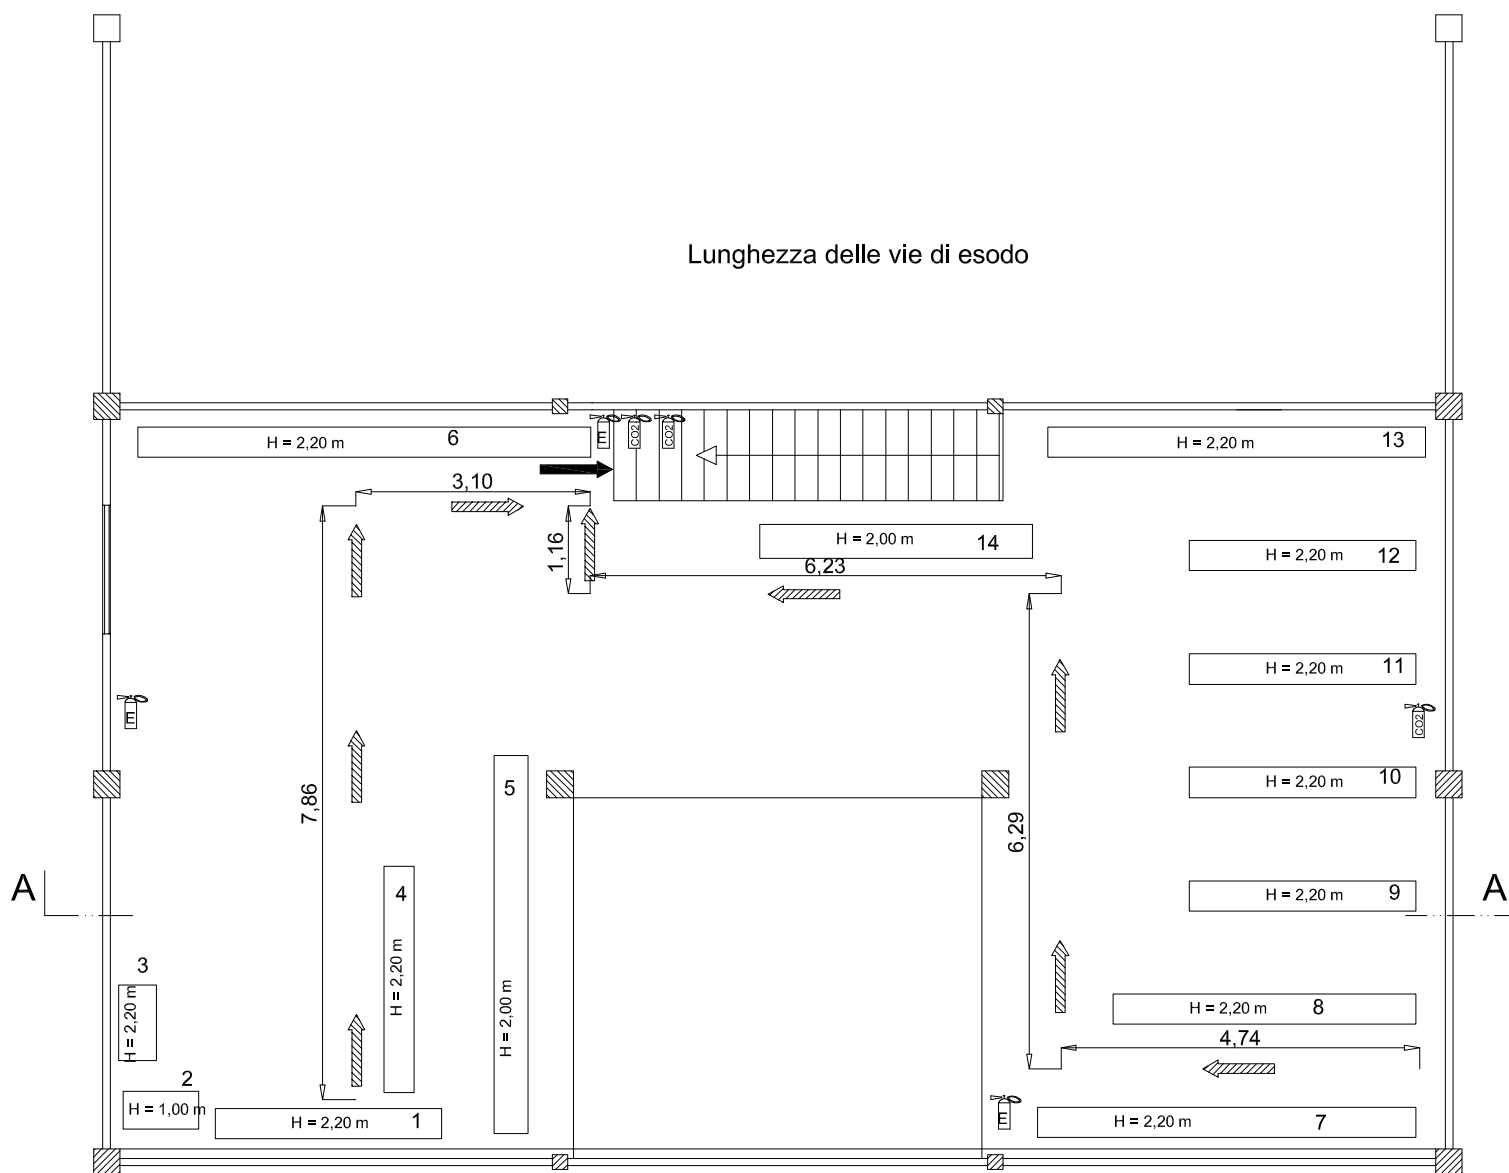 Lunghezza delle vie di esodo
E
CO2
CO2
H = 2,20 m
6
H = 2,20 m
13
3,10
1,16
H = 2,00 m
14
H = 2,20 m
12
6,23
H = 2,20 m
11
E
CO2
7,86
5
H = 2,00 m
6,29
H = 2,20 m
10
A
4
H = 2,20 m
H = 2,20 m
9
A
3
H = 2,20 m
H = 2,20 m
8
4,74
2
H = 1,00 m
H = 2,20 m
1
E
H = 2,20 m
7